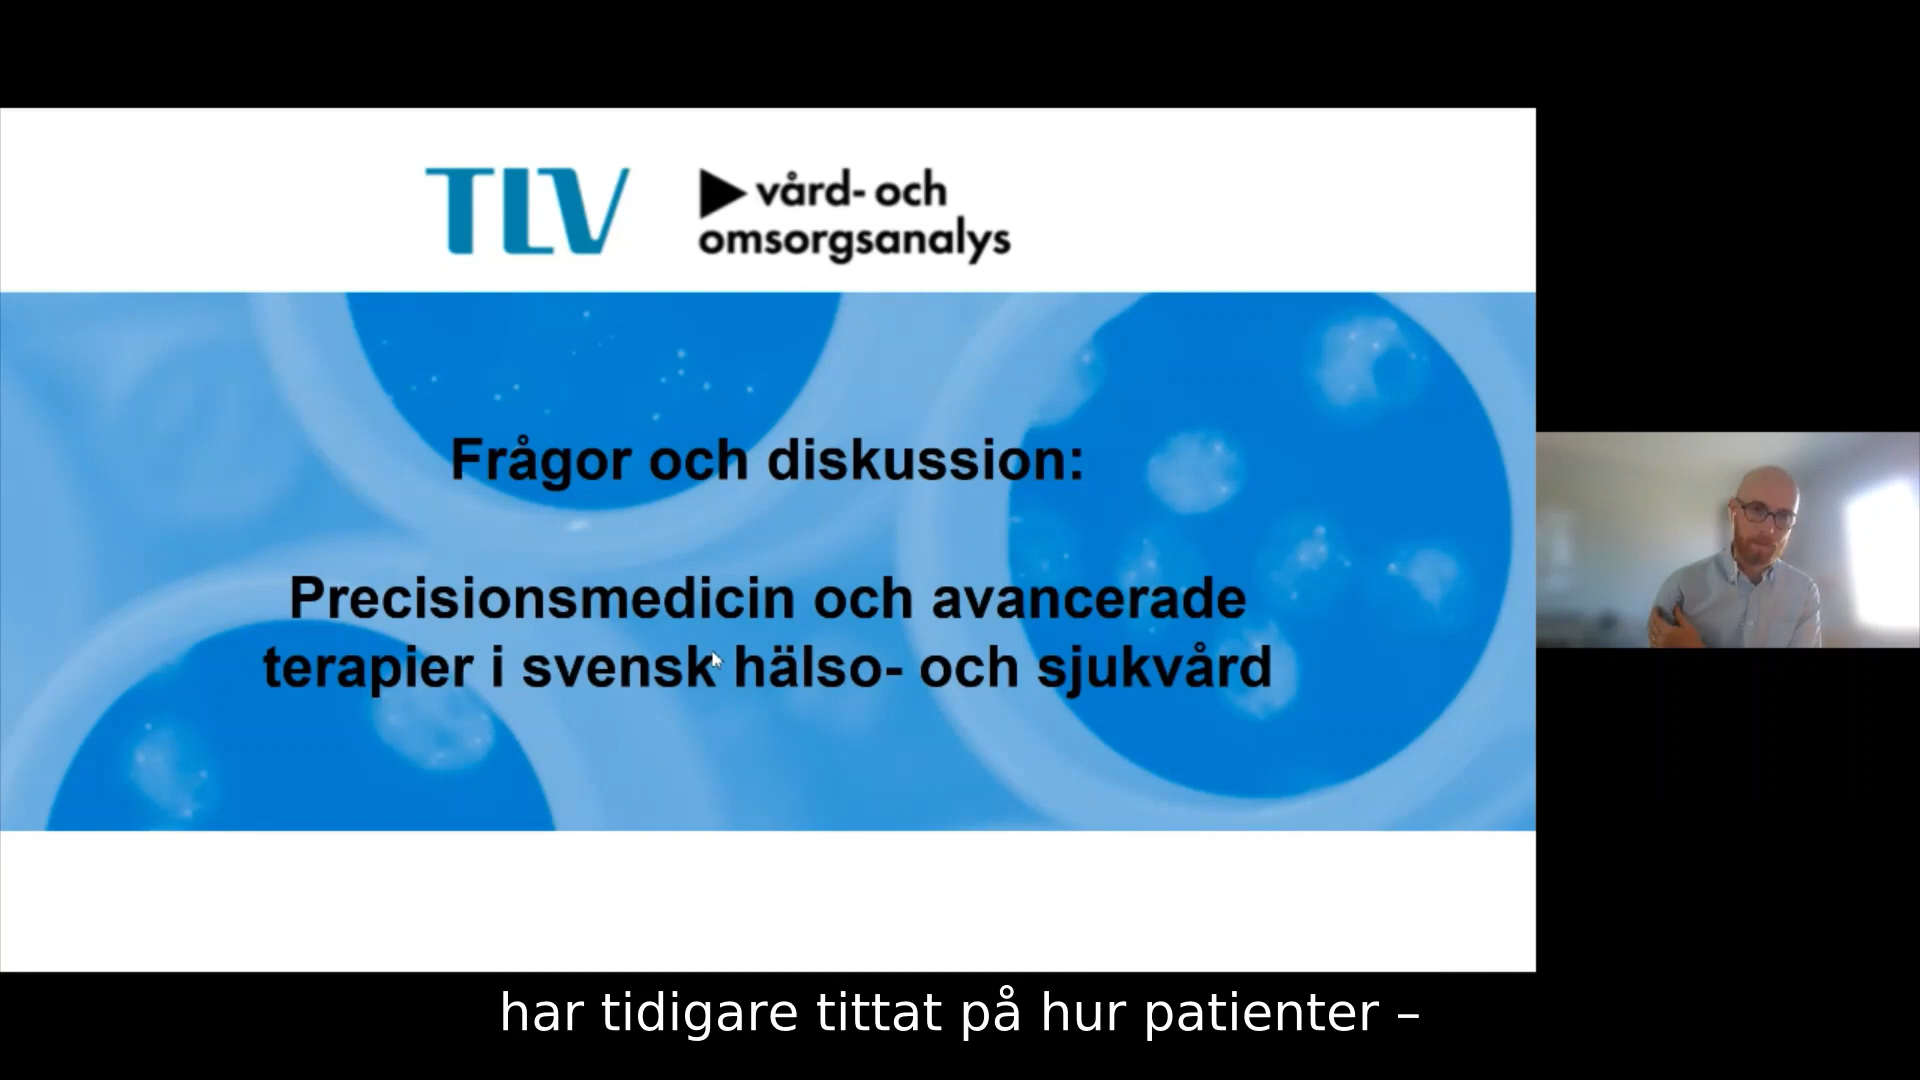 TLV
vård- och
omsorgsanalys
Frågor och diskussion:
Precisionsmedicin och avancerade
terapier i svensk hälso- och sjukvård
har tidigare tittat på hur patienter –